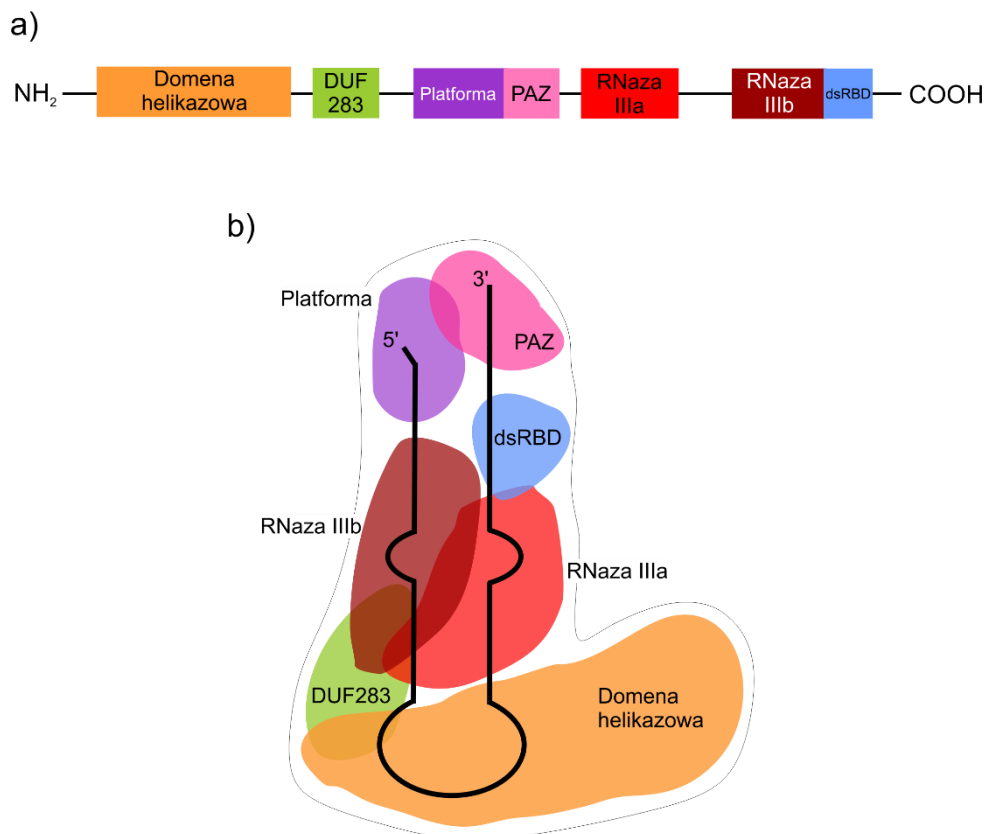 a)
NH₂
Domena
helikazowa
DUF
283
Platforma
PAZ
RNaza
IIIa
RNaza
IIIb
dsRBD
COOH
b)
Platforma
3'
5'
PAZ
dsRBD
RNaza IIIb
RNaza IIIa
DUF283
Domena
helikazowa